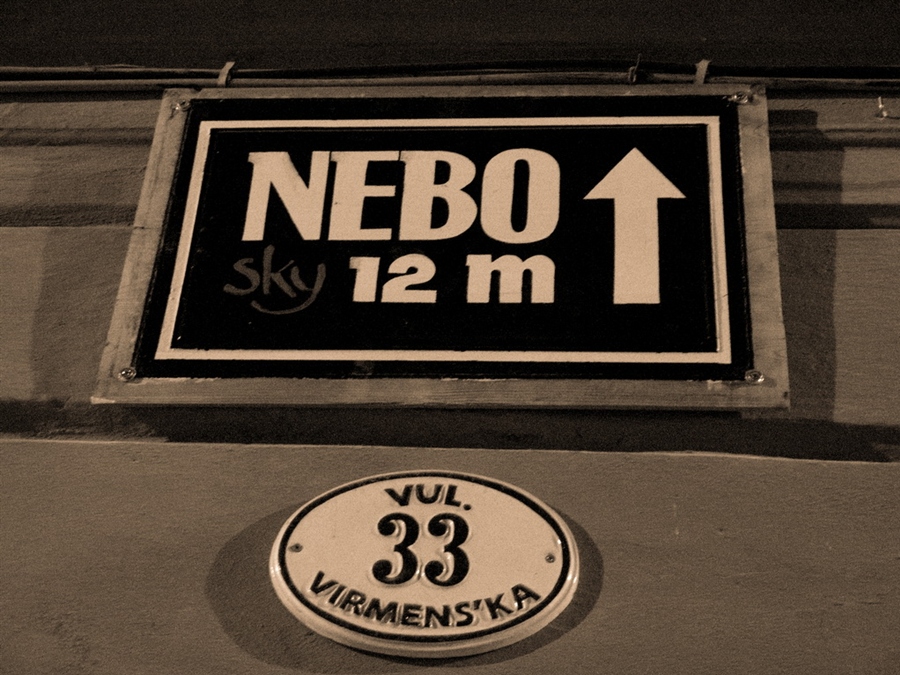 NEBO
sky 12 m
VUL.
33
VIRMENS'KA